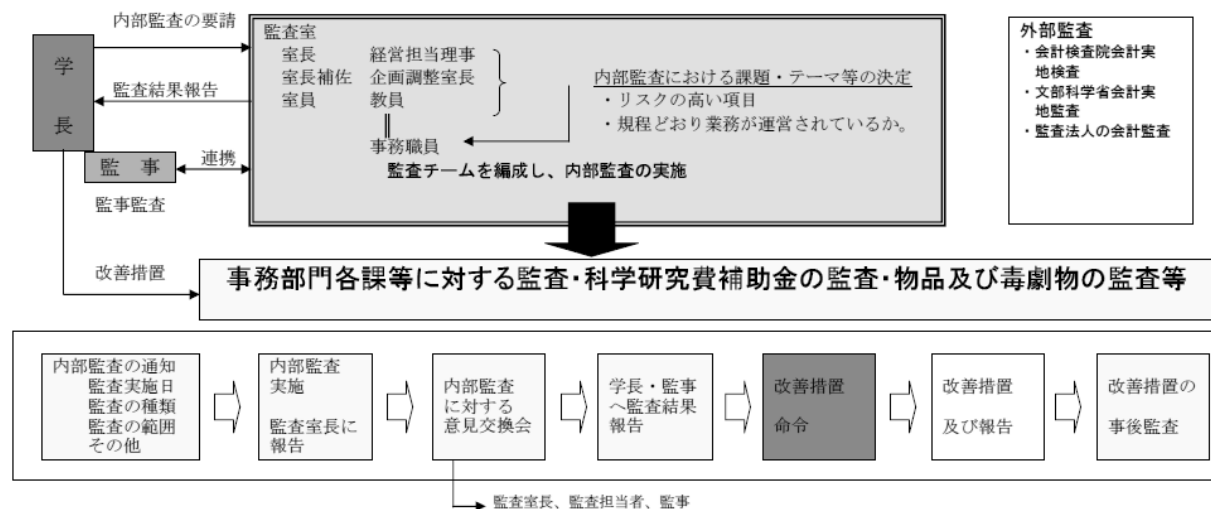 内部監査の要請
学
長
監査結果報告
監事
連携
監事監査
改善措置
監査室
室長 経営担当理事
室長補佐 企画調整室長
室員 教員
事務職員
内部監査における課題・テーマ等の決定
・リスクの高い項目
・規程どおり業務が運営されているか。
監査チームを編成し、内部監査の実施
外部監査
・会計検査院会計実
地検査
・文部科学省会計実
地監査
・監査法人の会計監査
事務部門各課等に対する監査・科学研究費補助金の監査・物品及び毒劇物の監査等
内部監査の通知
監査実施日
監査の種類
監査の範囲
その他
内部監査
実施
監査室長に
報告
内部監査
に対する
意見交換会
学長・監事
へ監査結果
報告
改善措置
命令
改善措置
及び報告
改善措置の
事後監査
監査室長、監査担当者、監事